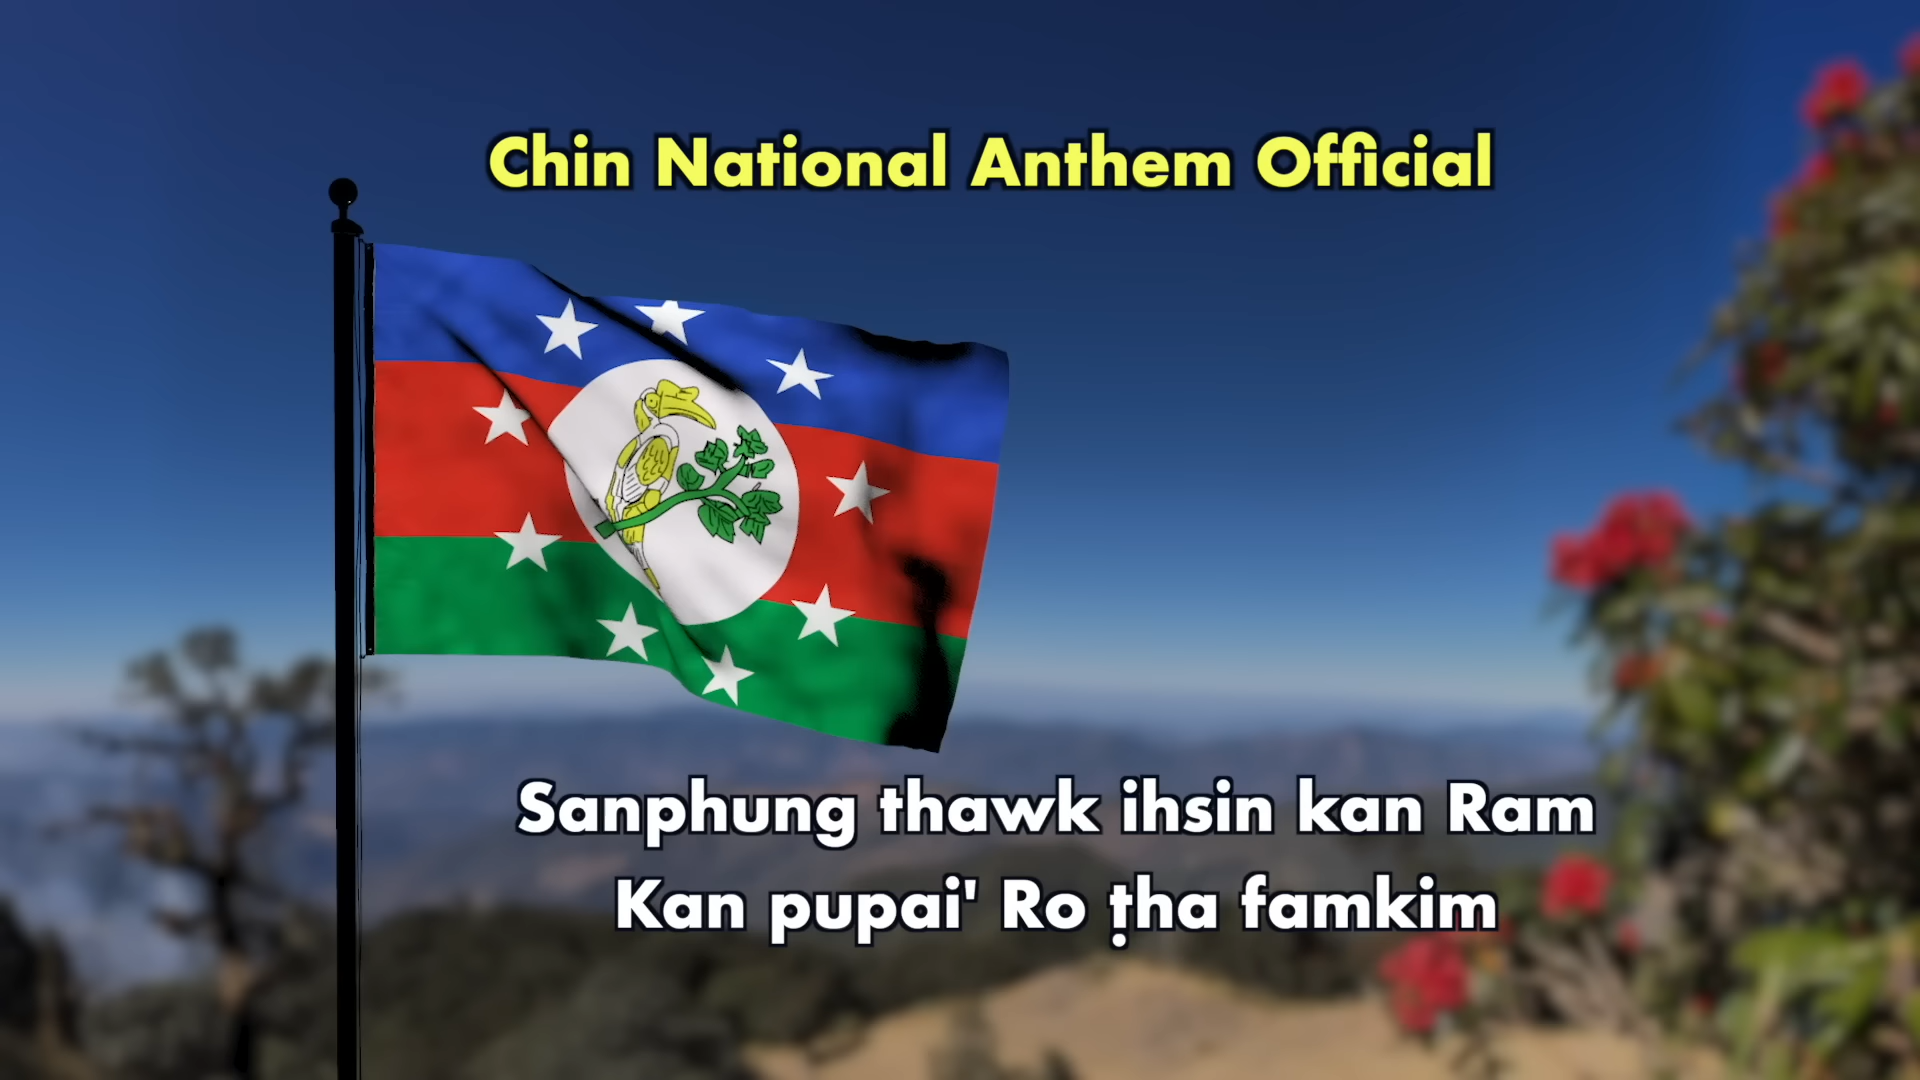 Chin National Anthem Official
Sanphung thawk ihsin kan Ram
Kan pupai' Ro ṭha famkim